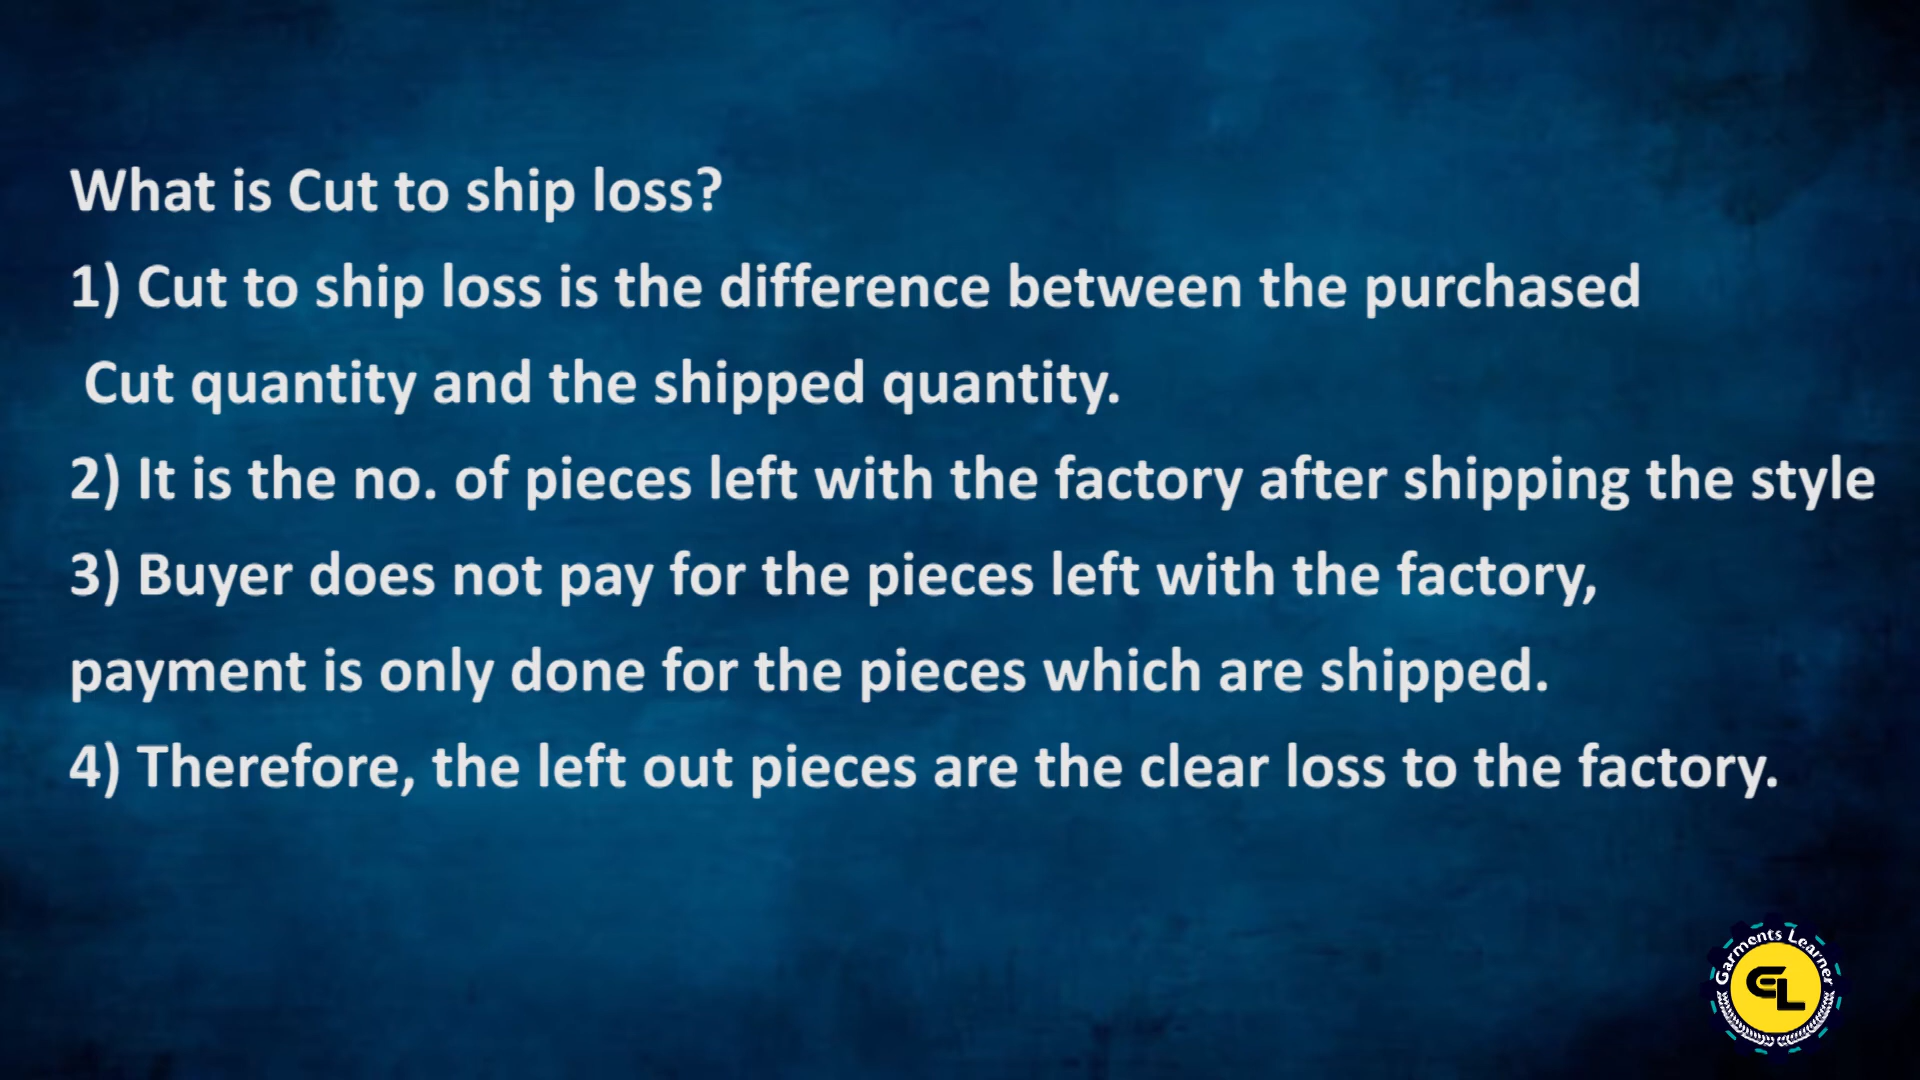 What is Cut to ship loss?
1) Cut to ship loss is the difference between the purchased
Cut quantity and the shipped quantity.
2) It is the no. of pieces left with the factory after shipping the style
3) Buyer does not pay for the pieces left with the factory,
payment is only done for the pieces which are shipped.
4) Therefore, the left out pieces are the clear loss to the factory.
Garments Learner
GL